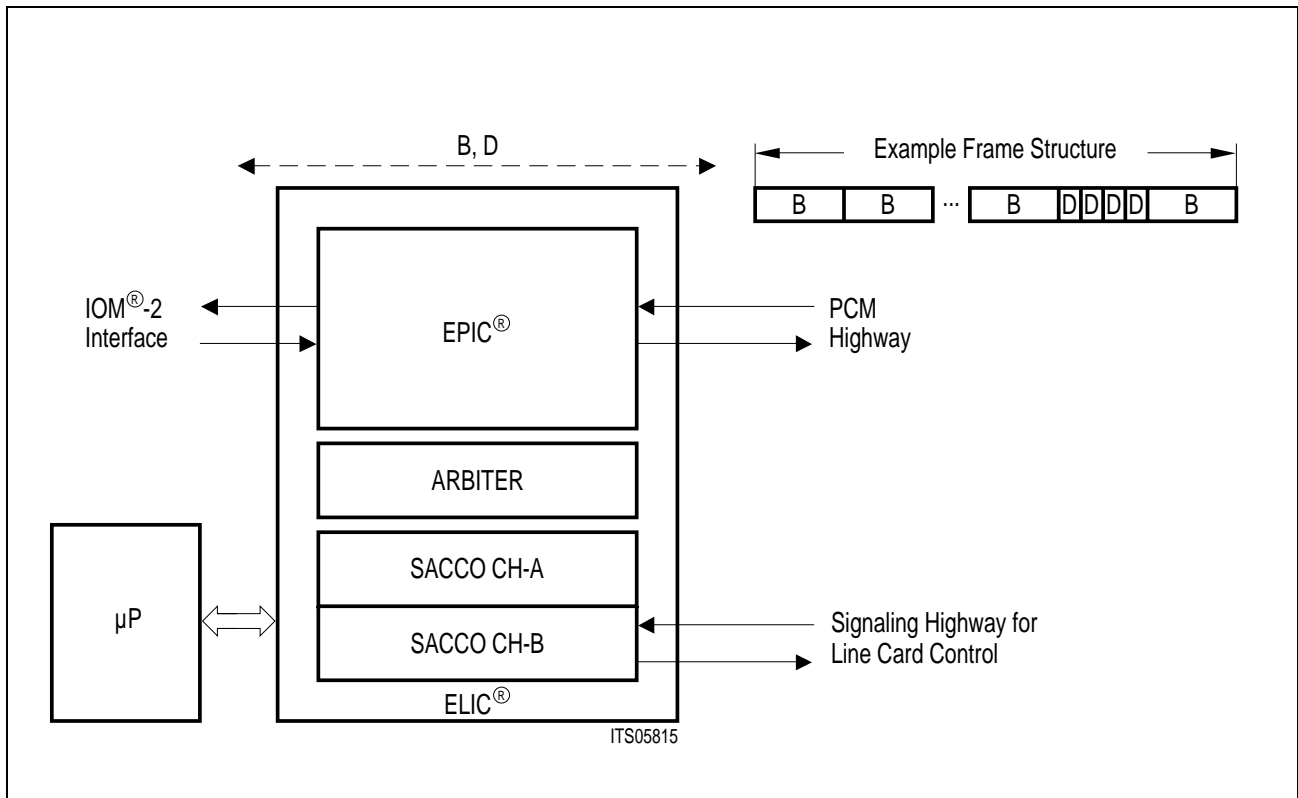 B, D
Example Frame Structure
B B ... B D D D D B
IOM®-2
Interface
EPIC®
PCM
Highway
ARBITER
SACCO CH-A
µP
SACCO CH-B
Signaling Highway for
Line Card Control
ELIC®
ITS05815